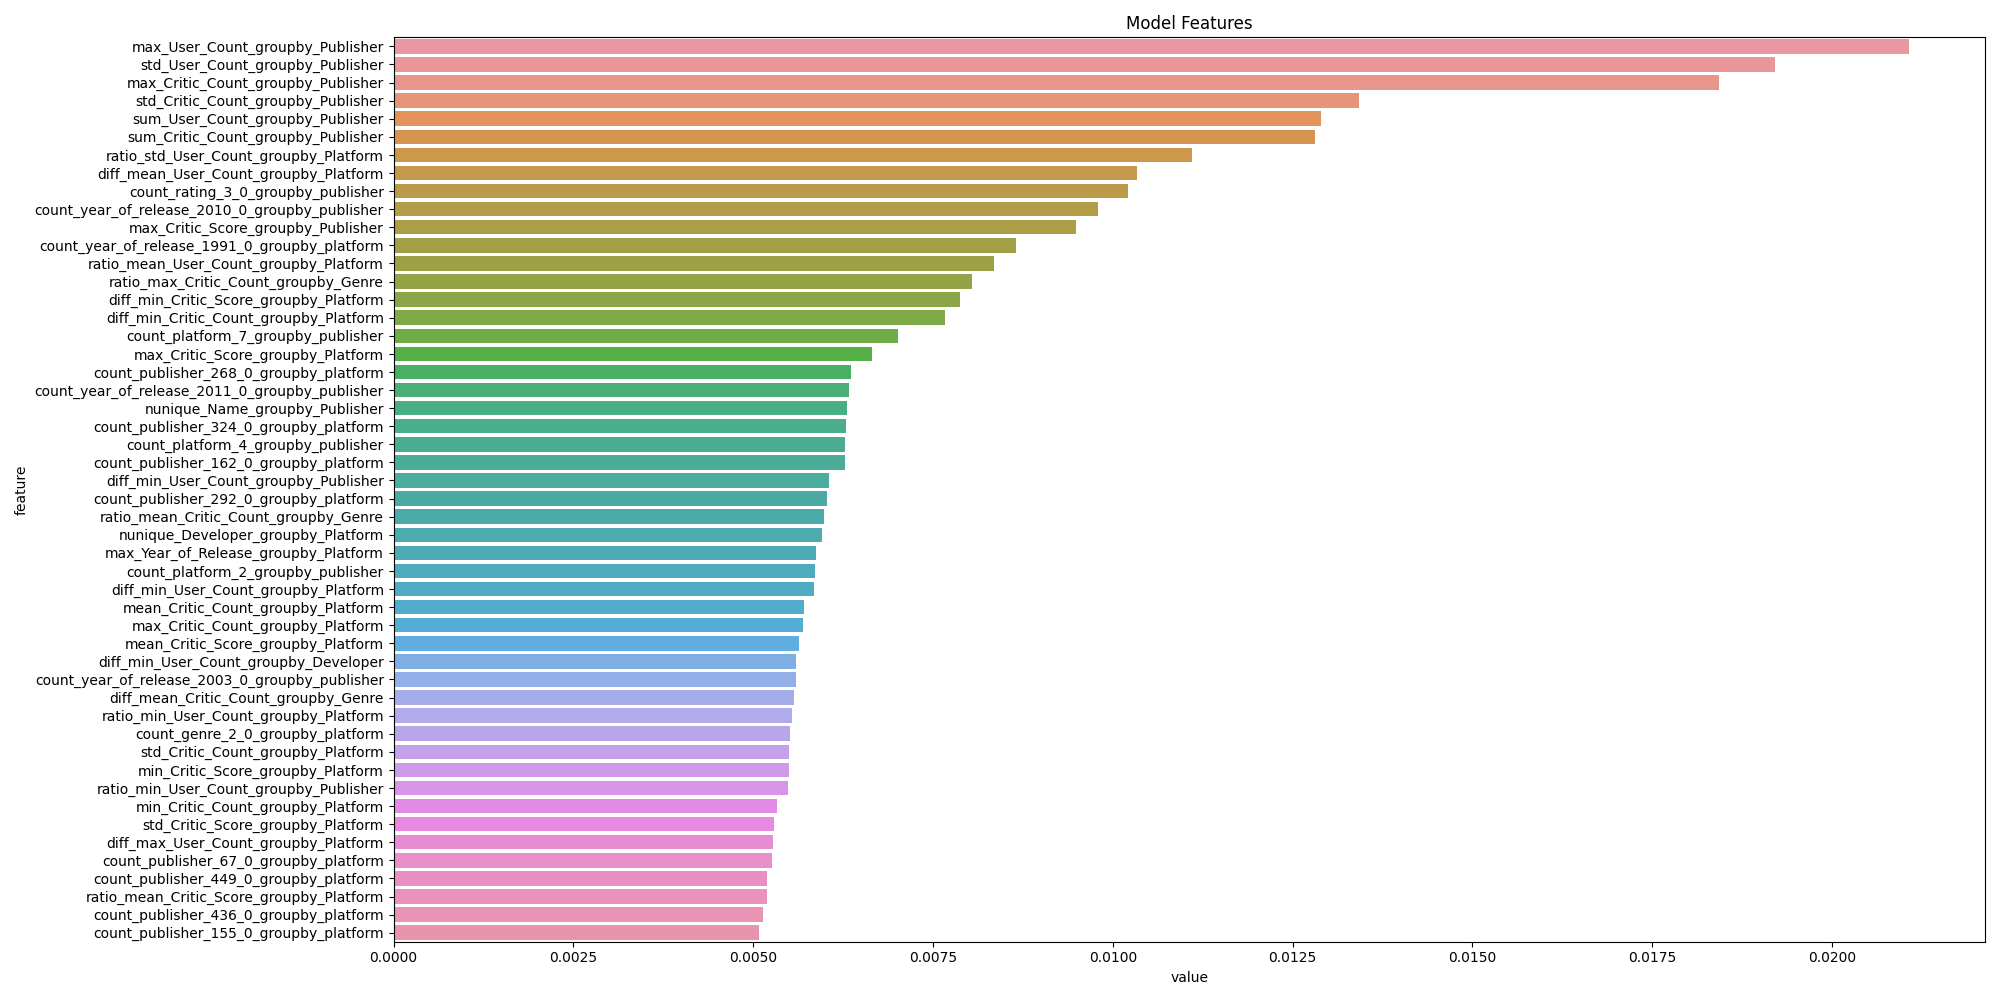 Model Features
max_User_Count_groupby_Publisher
std_User_Count_groupby_Publisher
max_Critic_Count_groupby_Publisher
std_Critic_Count_groupby_Publisher
sum_User_Count_groupby_Publisher
sum_Critic_Count_groupby_Publisher
ratio_std_User_Count_groupby_Platform
diff_mean_User_Count_groupby_Platform
count_rating_3_0_groupby_publisher
count_year_of_release_2010_0_groupby_publisher
max_Critic_Score_groupby_Publisher
count_year_of_release_1991_0_groupby_platform
ratio_mean_User_Count_groupby_Platform
ratio_max_Critic_Count_groupby_Genre
diff_min_Critic_Score_groupby_Platform
diff_min_Critic_Count_groupby_Platform
count_platform_7_groupby_publisher
max_Critic_Score_groupby_Platform
count_publisher_268_0_groupby_platform
count_year_of_release_2011_0_groupby_publisher
nunique_Name_groupby_Publisher
count_publisher_324_0_groupby_platform
count_platform_4_groupby_publisher
count_publisher_162_0_groupby_platform
diff_min_User_Count_groupby_Publisher
count_publisher_292_0_groupby_platform
ratio_mean_Critic_Count_groupby_Genre
nunique_Developer_groupby_Platform
max_Year_of_Release_groupby_Platform
count_platform_2_groupby_publisher
diff_min_User_Count_groupby_Platform
mean_Critic_Count_groupby_Platform
max_Critic_Count_groupby_Platform
mean_Critic_Score_groupby_Platform
diff_min_User_Count_groupby_Developer
count_year_of_release_2003_0_groupby_publisher
diff_mean_Critic_Count_groupby_Genre
ratio_min_User_Count_groupby_Platform
count_genre_2_0_groupby_platform
std_Critic_Count_groupby_Platform
min_Critic_Score_groupby_Platform
ratio_min_User_Count_groupby_Publisher
min_Critic_Count_groupby_Platform
std_Critic_Score_groupby_Platform
diff_max_User_Count_groupby_Platform
count_publisher_67_0_groupby_platform
count_publisher_449_0_groupby_platform
ratio_mean_Critic_Score_groupby_Platform
count_publisher_436_0_groupby_platform
count_publisher_155_0_groupby_platform
feature
0.0000 0.0025 0.0050 0.0075 0.0100 0.0125 0.0150 0.0175 0.0200
value